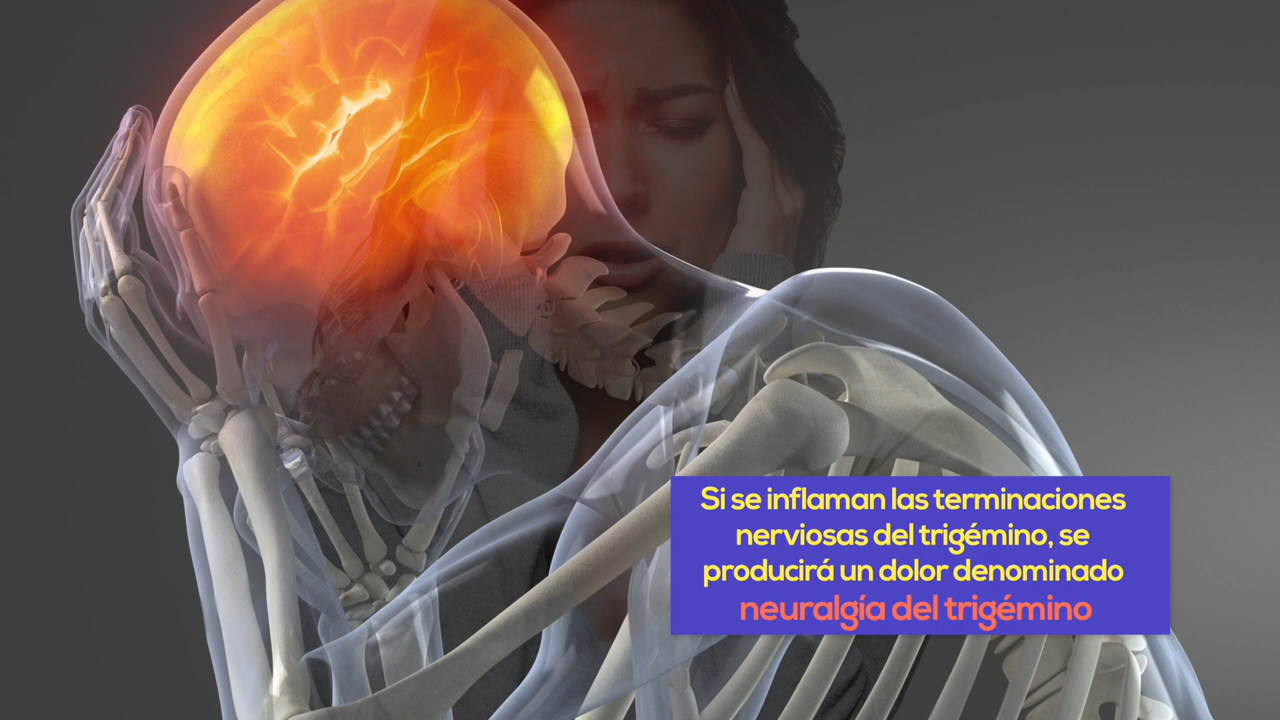 Si se inflaman las terminaciones
nerviosas del trigémino, se
producirá un dolor denominado
neuralgía del trigémino